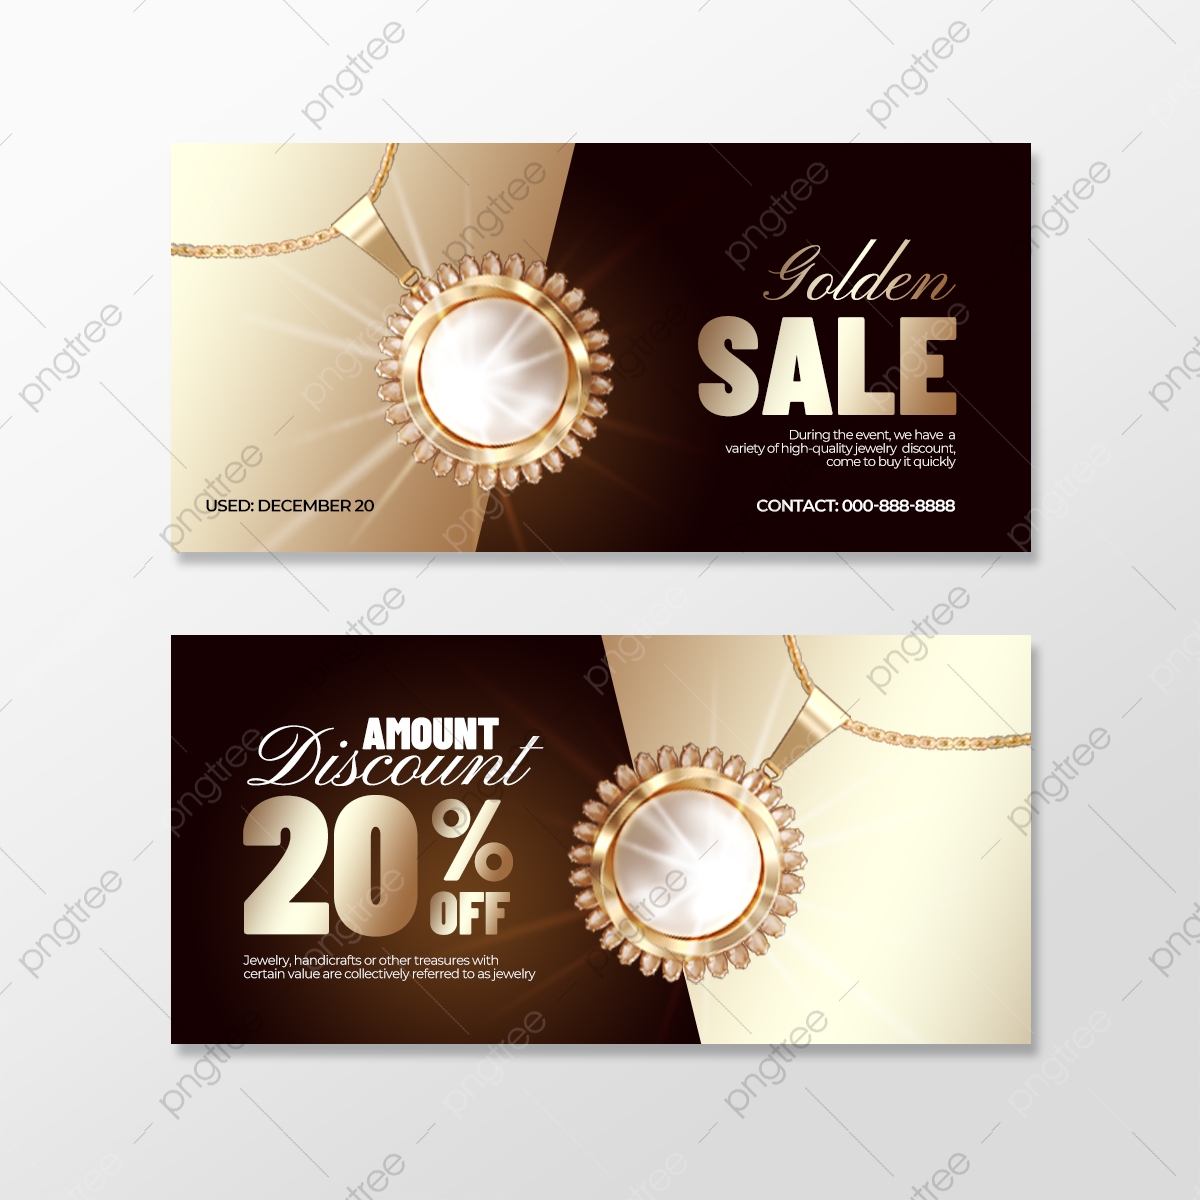 Golden
SALE
During the event, we have a
variety of high-quality jewelry discount,
come to buy it quickly
USED: DECEMBER 20
CONTACT: 000-888-8888
AMOUNT
Discount
20%
OFF
Jewelry, handicrafts or other treasures with
certain value are collectively referred to as jewelry
pngtree